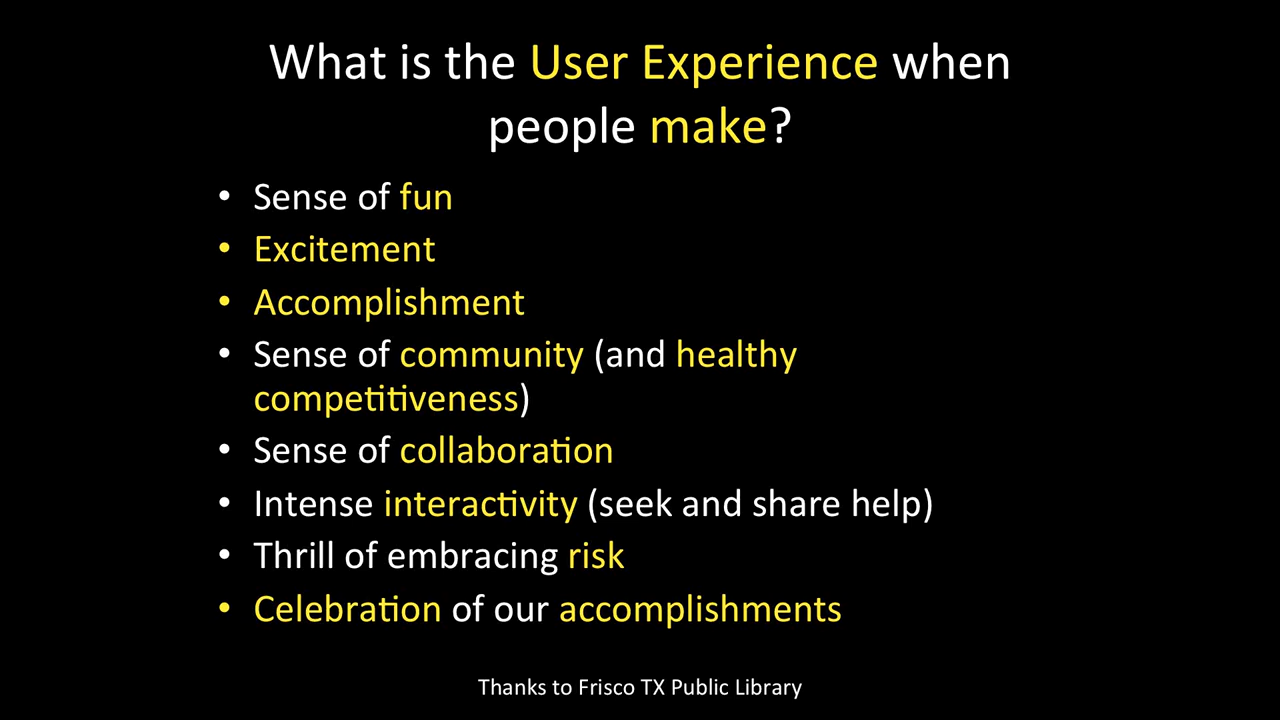 What is the User Experience when
people make?
• Sense of fun
• Excitement
• Accomplishment
• Sense of community (and healthy
competitiveness)
• Sense of collaboration
• Intense interactivity (seek and share help)
• Thrill of embracing risk
• Celebration of our accomplishments
Thanks to Frisco TX Public Library